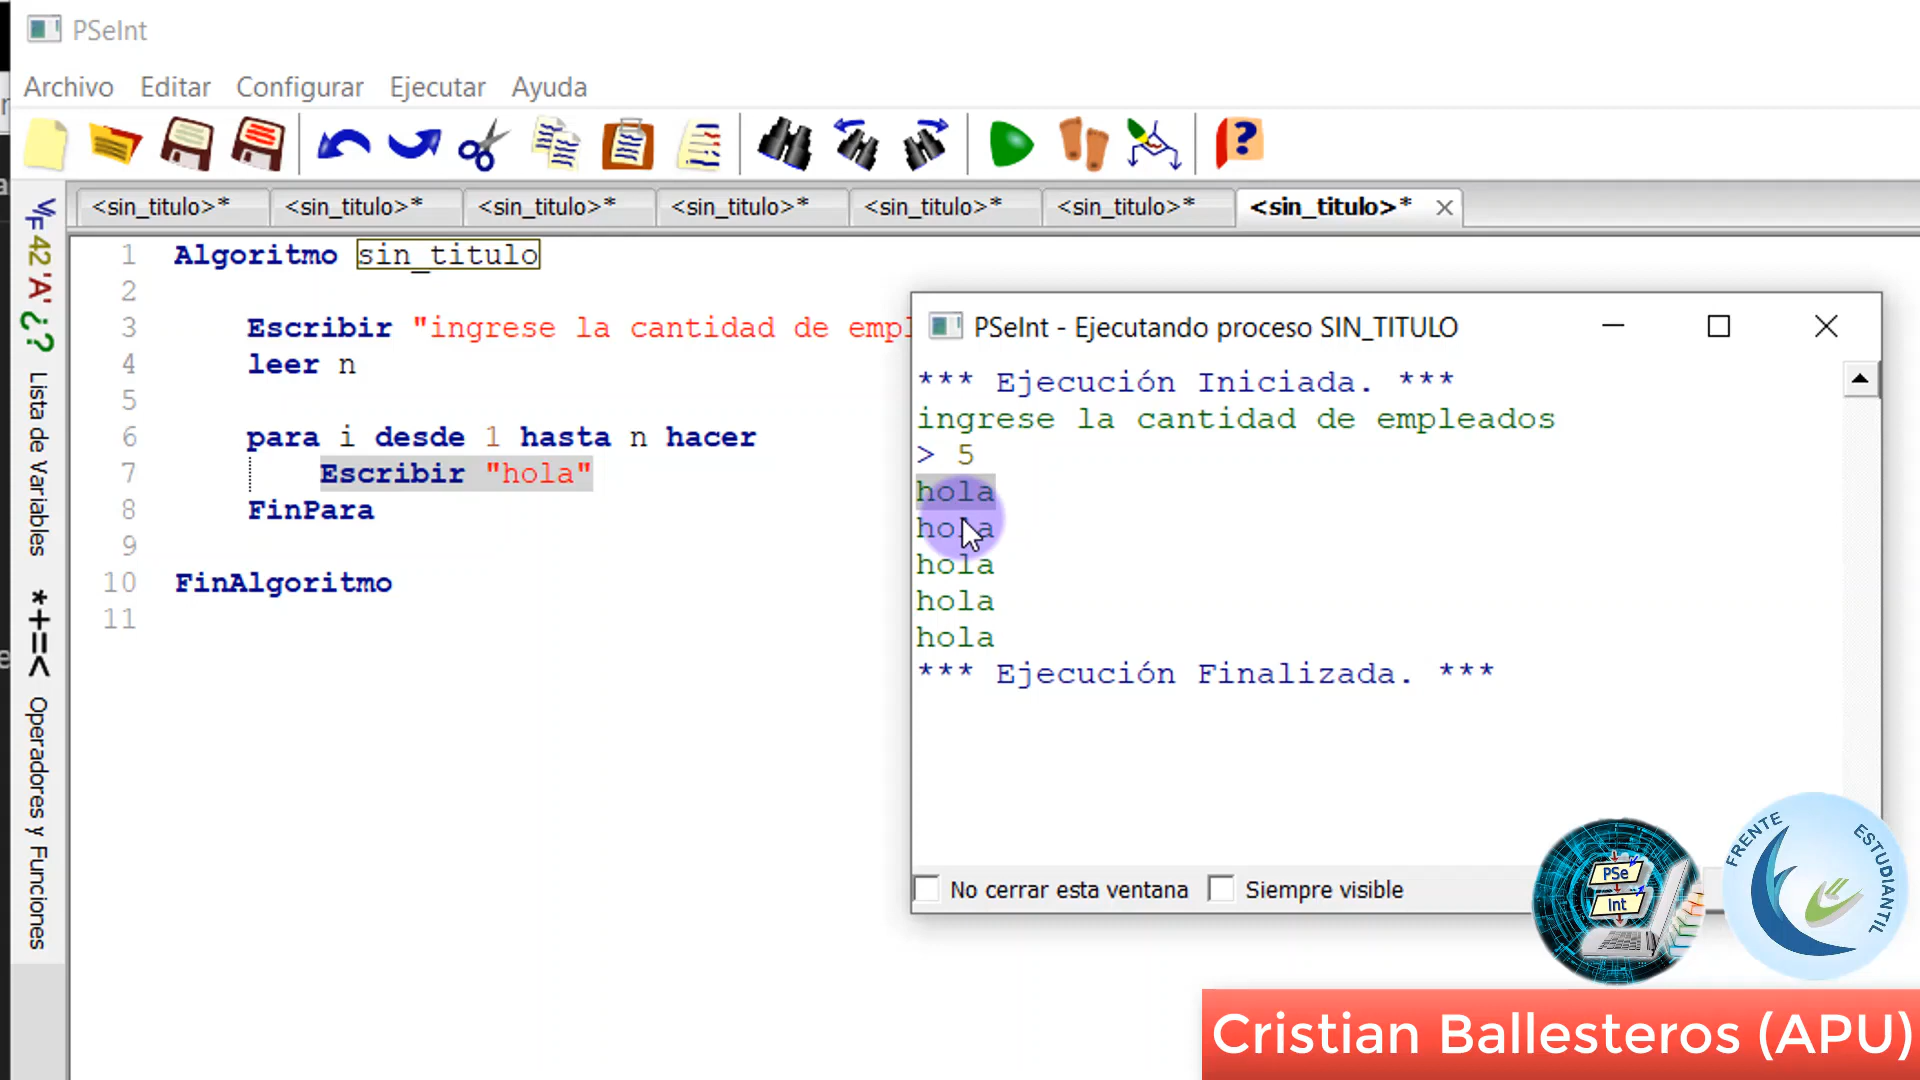 PSeInt
Archivo Editar Configurar Ejecutar Ayuda
<sin_titulo>* <sin_titulo>* <sin_titulo>* <sin_titulo>* <sin_titulo>* <sin_titulo>* <sin_titulo>*
1 Algoritmo sin_titulo
2
3 Escribir "ingrese la cantidad de empl
4 leer n
5
6 para i desde 1 hasta n hacer
7 Escribir "hola"
8 FinPara
9
10 FinAlgoritmo
11
VF 42 'A' ¿? Lista de Variables
*+=< Operadores y Funciones
PSeInt - Ejecutando proceso SIN_TITULO
*** Ejecución Iniciada. ***
ingrese la cantidad de empleados
> 5
hola
hola
hola
hola
hola
*** Ejecución Finalizada. ***
No cerrar esta ventana Siempre visible
PSe
Int
FRENTE ESTUDIANTIL
Cristian Ballesteros (APU)